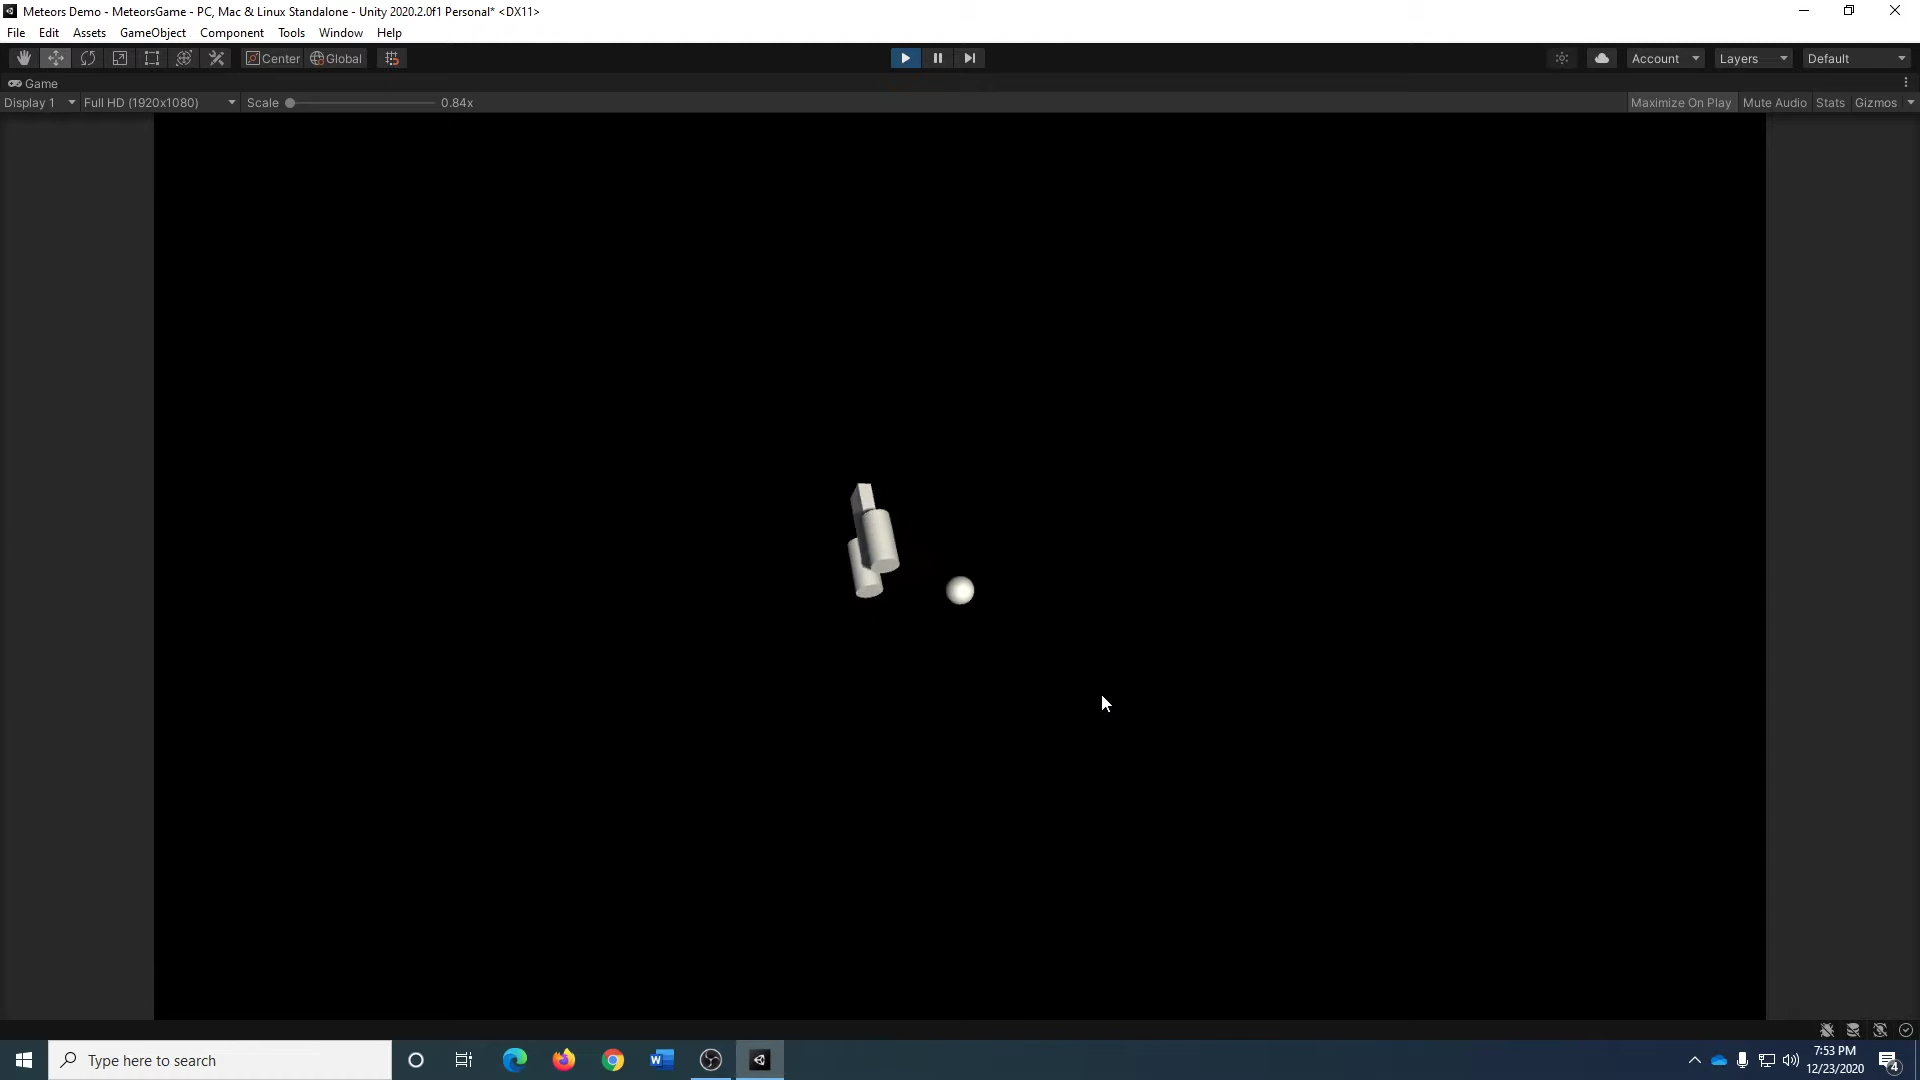 Meteors Demo - MeteorsGame - PC, Mac & Linux Standalone - Unity 2020.2.0f1 Personal* <DX11>
File Edit Assets GameObject Component Tools Window Help
Center Global Account Layers Default
Game
Display 1 Full HD (1920x1080) Scale 0.84x Maximize On Play Mute Audio Stats Gizmos
Type here to search
W
7:53 PM
12/23/2020
4